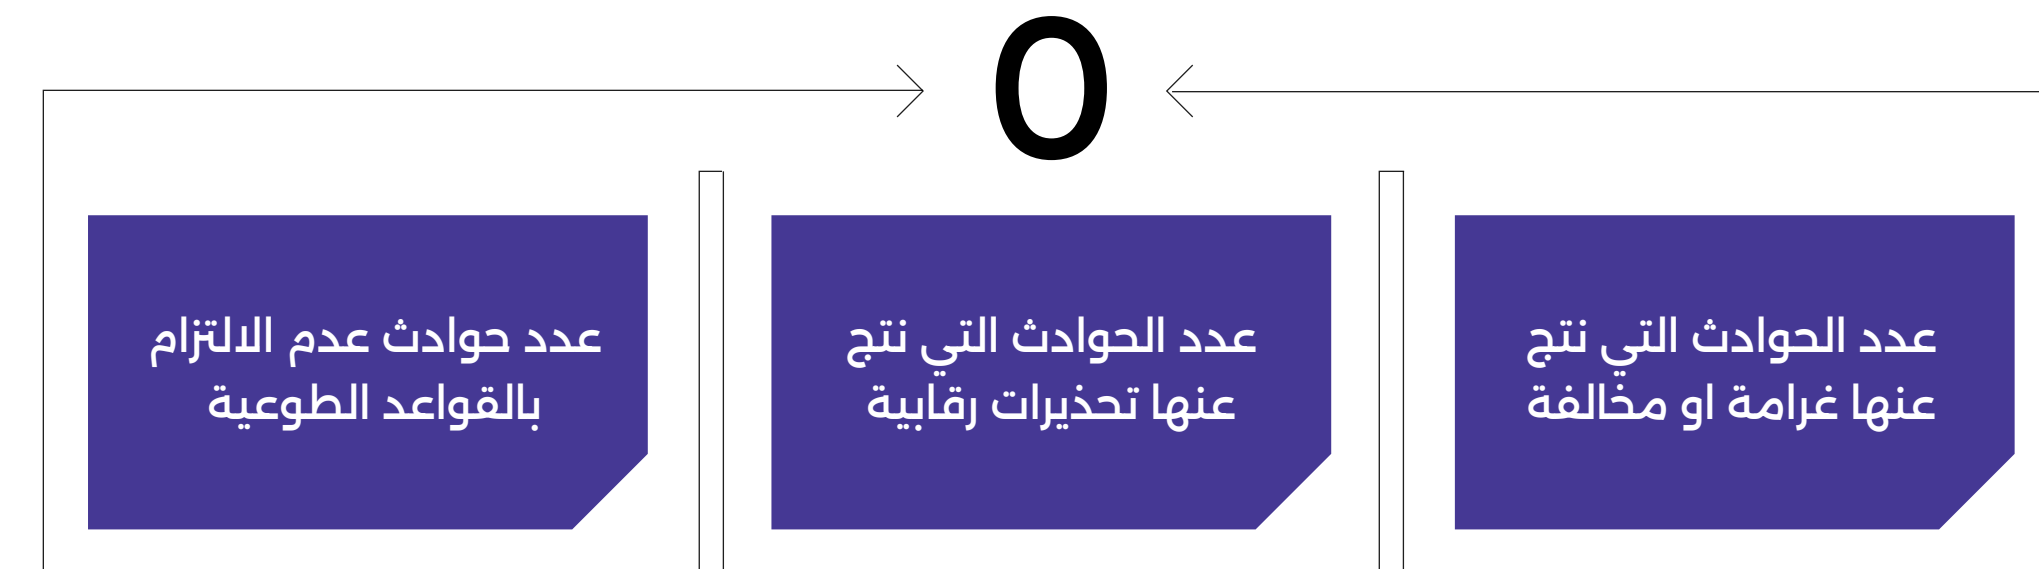 0
عدد الحوادث التي نتج
عنها غرامة او مخالفة
عدد الحوادث التي نتج
عنها تحذيرات رقابية
عدد حوادث عدم الالتزام
بالقواعد الطوعية